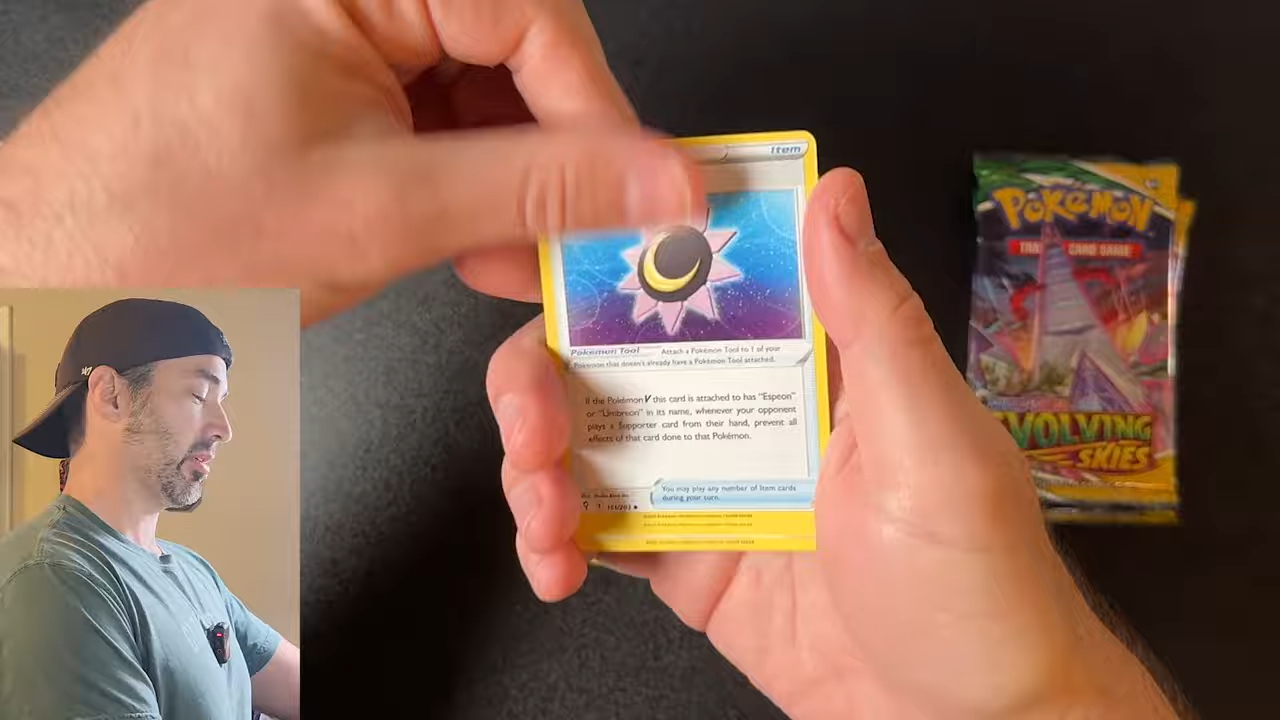 Item
Pokémon Tool Attach a Pokémon Tool to 1 of your
Pokémon that doesn't already have a Pokémon Tool attached.
If the Pokémon V this card is attached to has "Espeon"
or "Umbreon" in its name, whenever your opponent
plays a Supporter card from their hand, prevent all
effects of that card done to that Pokémon.
You may play any number of Item cards
during your turn.
POKéMON
CARD GAME
VOLVING
SKIES